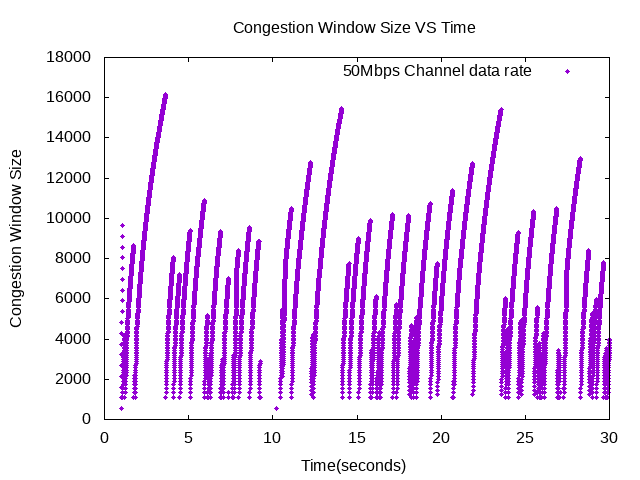 Congestion Window Size VS Time
50Mbps Channel data rate
18000
16000
14000
12000
10000
8000
6000
4000
2000
0
Congestion Window Size
0 5 10 15 20 25 30
Time(seconds)